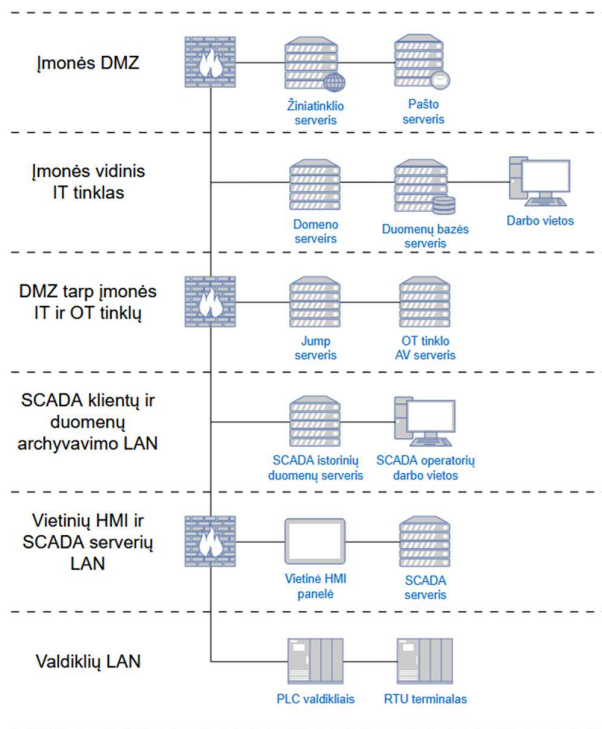 Įmonės DMZ
Žiniatinklio
serveris
Pašto
serveris
Įmonės vidinis
IT tinklas
Domeno
serveirs
Duomenų bazės
serveris
Darbo vietos
DMZ tarp įmonės
IT ir OT tinklų
Jump
serveris
OT tinklo
AV serveris
SCADA klientų ir
duomenų
archyvavimo LAN
SCADA istorinių
duomenų serveris
SCADA operatorių
darbo vietos
Vietinių HMI ir
SCADA serverių
LAN
Vietinė HMI
panelė
SCADA
serveris
Valdiklių LAN
PLC valdikliais
RTU terminalas